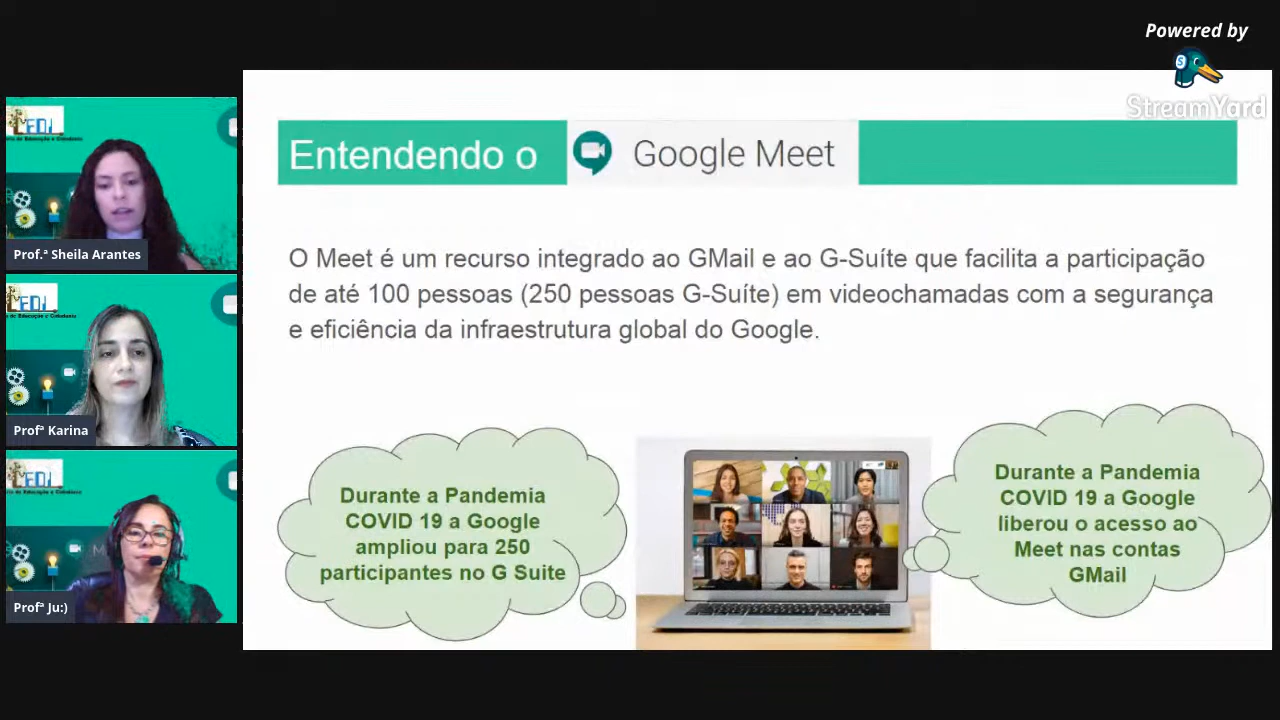 Powered by
StreamYard
Entendendo o
Google Meet
O Meet é um recurso integrado ao GMail e ao G-Suíte que facilita a participação
de até 100 pessoas (250 pessoas G-Suíte) em videochamadas com a segurança
e eficiência da infraestrutura global do Google.
Durante a Pandemia
COVID 19 a Google
ampliou para 250
participantes no G Suite
Durante a Pandemia
COVID 19 a Google
liberou o acesso ao
Meet nas contas
GMail
Prof.ª Sheila Arantes
Profª Karina
Profª Ju:)